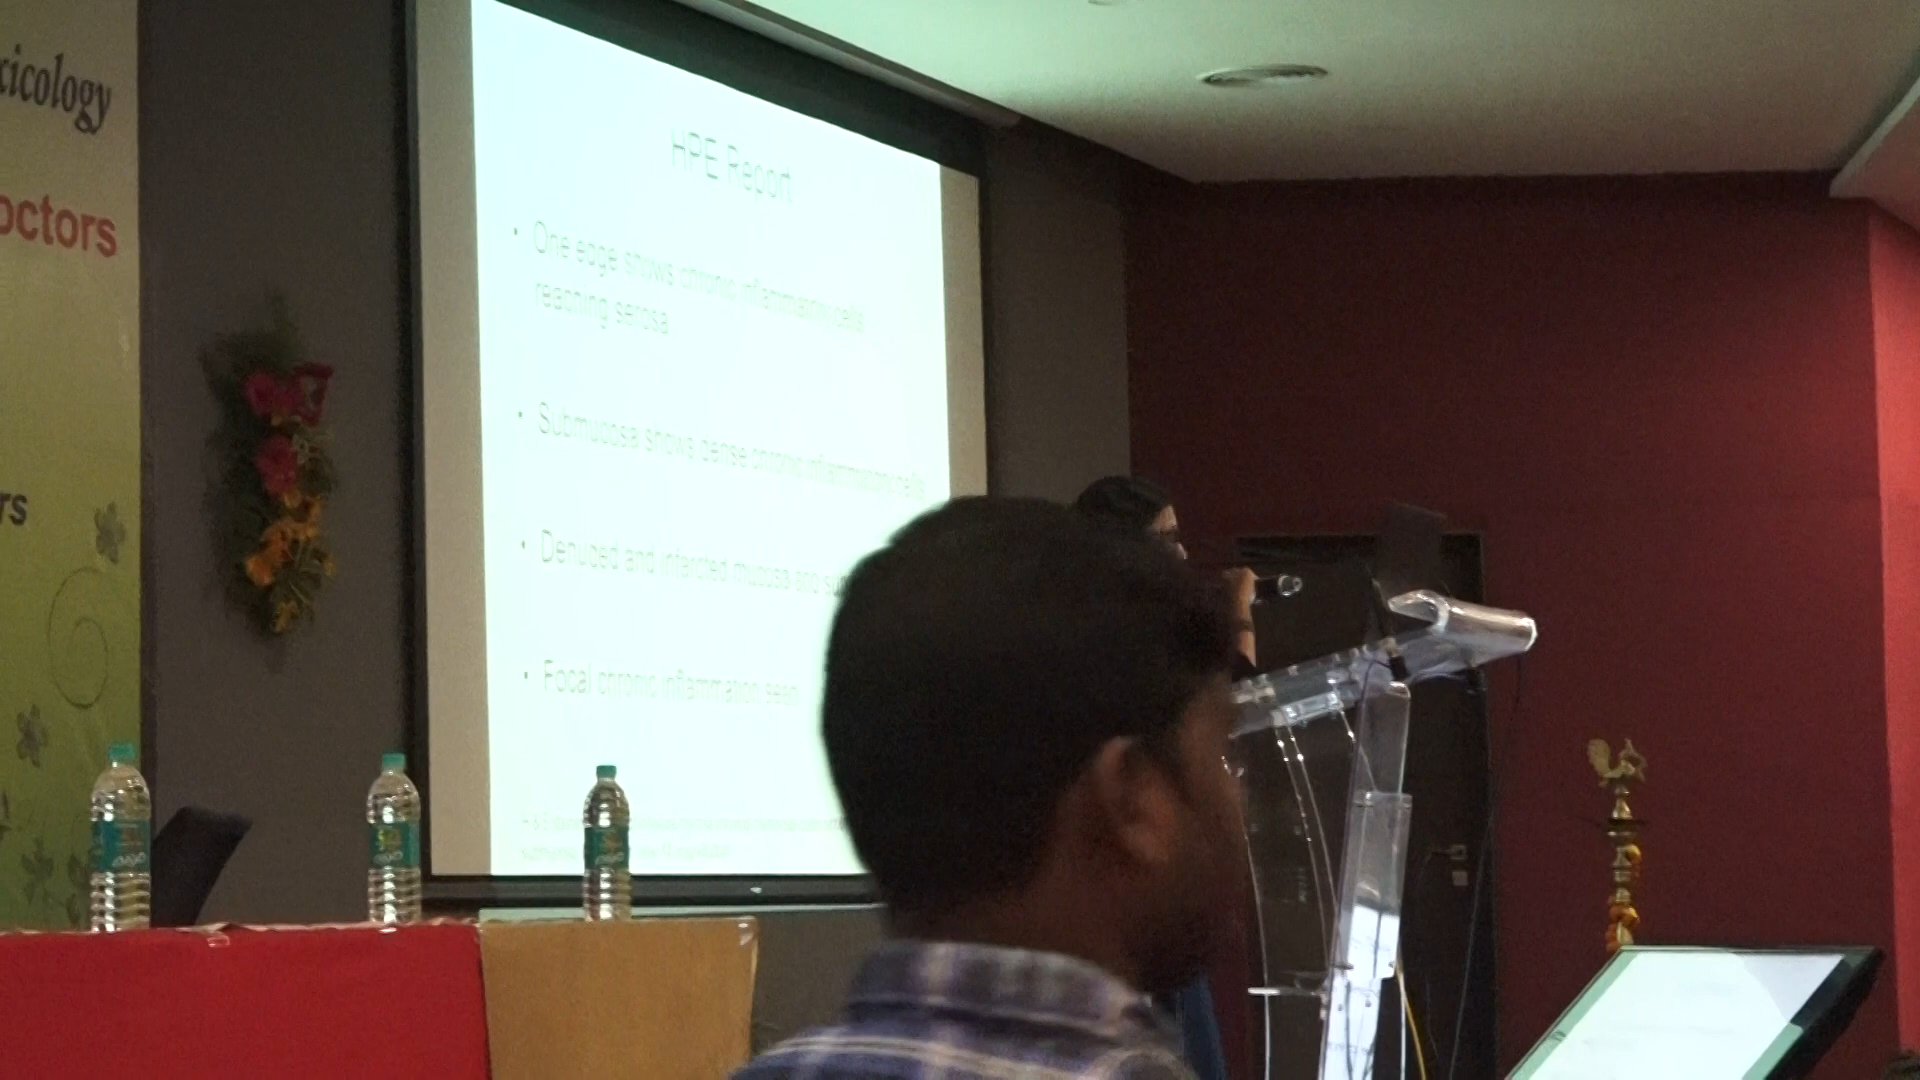 xicology
octors
rs
HPE Report
• One edge shows chronic inflammatory cells
reaching serosa
• Submucosa shows dense chronic inflammatory cells
• Denuded and infarcted mucosa and su
• Focal chronic inflammation seen